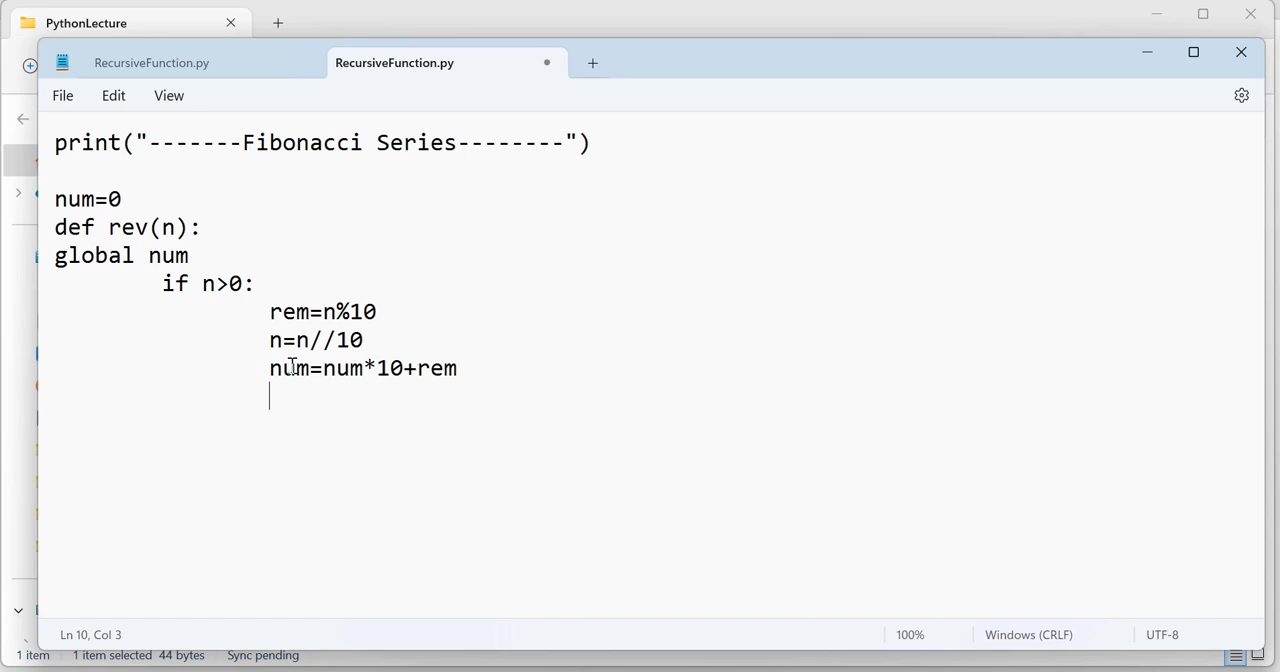 PythonLecture
RecursiveFunction.py
RecursiveFunction.py
File Edit View
print("-------Fibonacci Series--------")
num=0
def rev(n):
global num
if n>0:
rem=n%10
n=n//10
num=num*10+rem
Ln 10, Col 3
100%
Windows (CRLF)
UTF-8
1 item
1 item selected 44 bytes
Sync pending